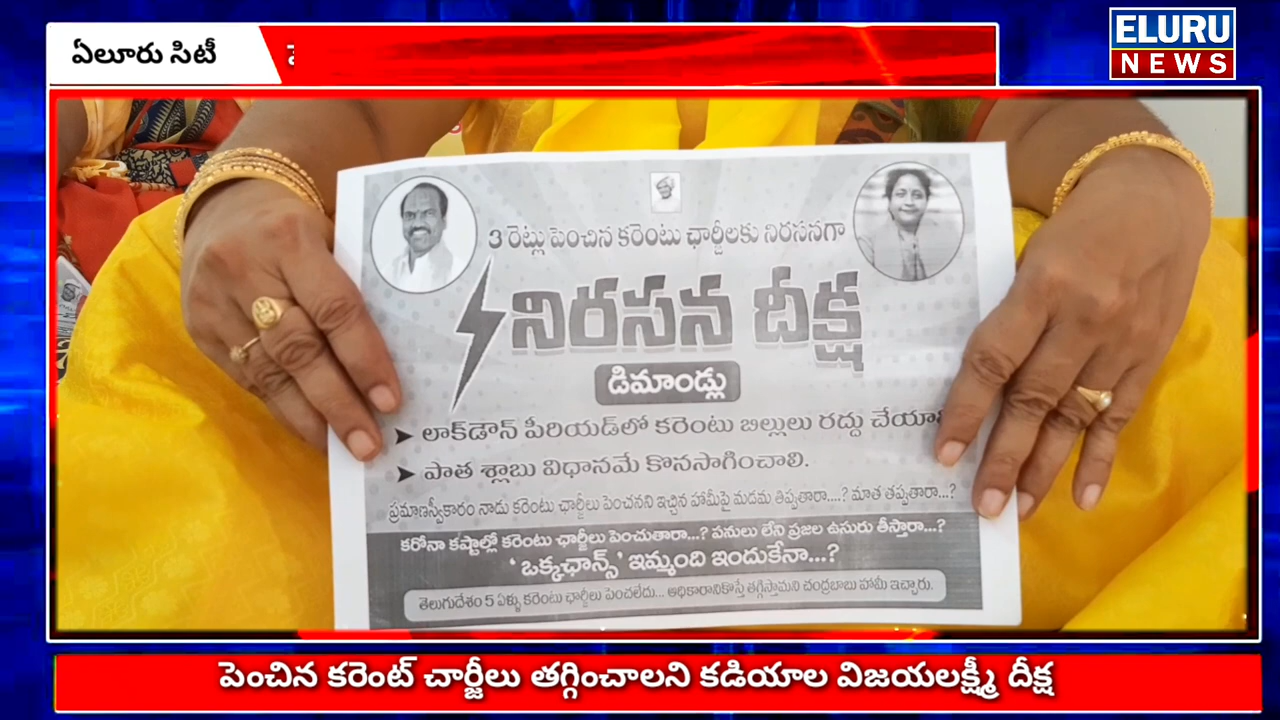 ఏలూరు సిటీ
ELURU
NEWS
3 రెట్లు పెంచిన కరెంటు ఛార్జీలకు నిరసనగా
నిరసన దీక్ష
డిమాండ్లు
➤ లాక్‌డౌన్ పీరియడ్‌లో కరెంటు బిల్లులు రద్దు
➤ పాత శ్లాబు విధానమే కొనసాగించాలి.
ప్రమాణస్వీకారం నాడు కరెంటు ఛార్జీలు పెంచనని ఇచ్చిన హామీపై మడమ తిప్పుతారా....? మాట తప్పుతారా...?
కరోనా కష్టాల్లో కరెంటు ఛార్జీలు పెంచుతారా...? పనులు లేని ప్రజల ఉసురు తీస్తారా...?
‘ ఒక్కఛాన్స్’ ఇమ్మంది ఇందుకేనా...?
తెలుగుదేశం 5 ఏళ్ళు కరెంటు ఛార్జీలు పెంచలేదు... అధికారానికొస్తే తగ్గిస్తామని చంద్రబాబు హామీ ఇచ్చారు.
పెంచిన కరెంట్ చార్జీలు తగ్గించాలని కడియాల విజయలక్ష్మీ దీక్ష